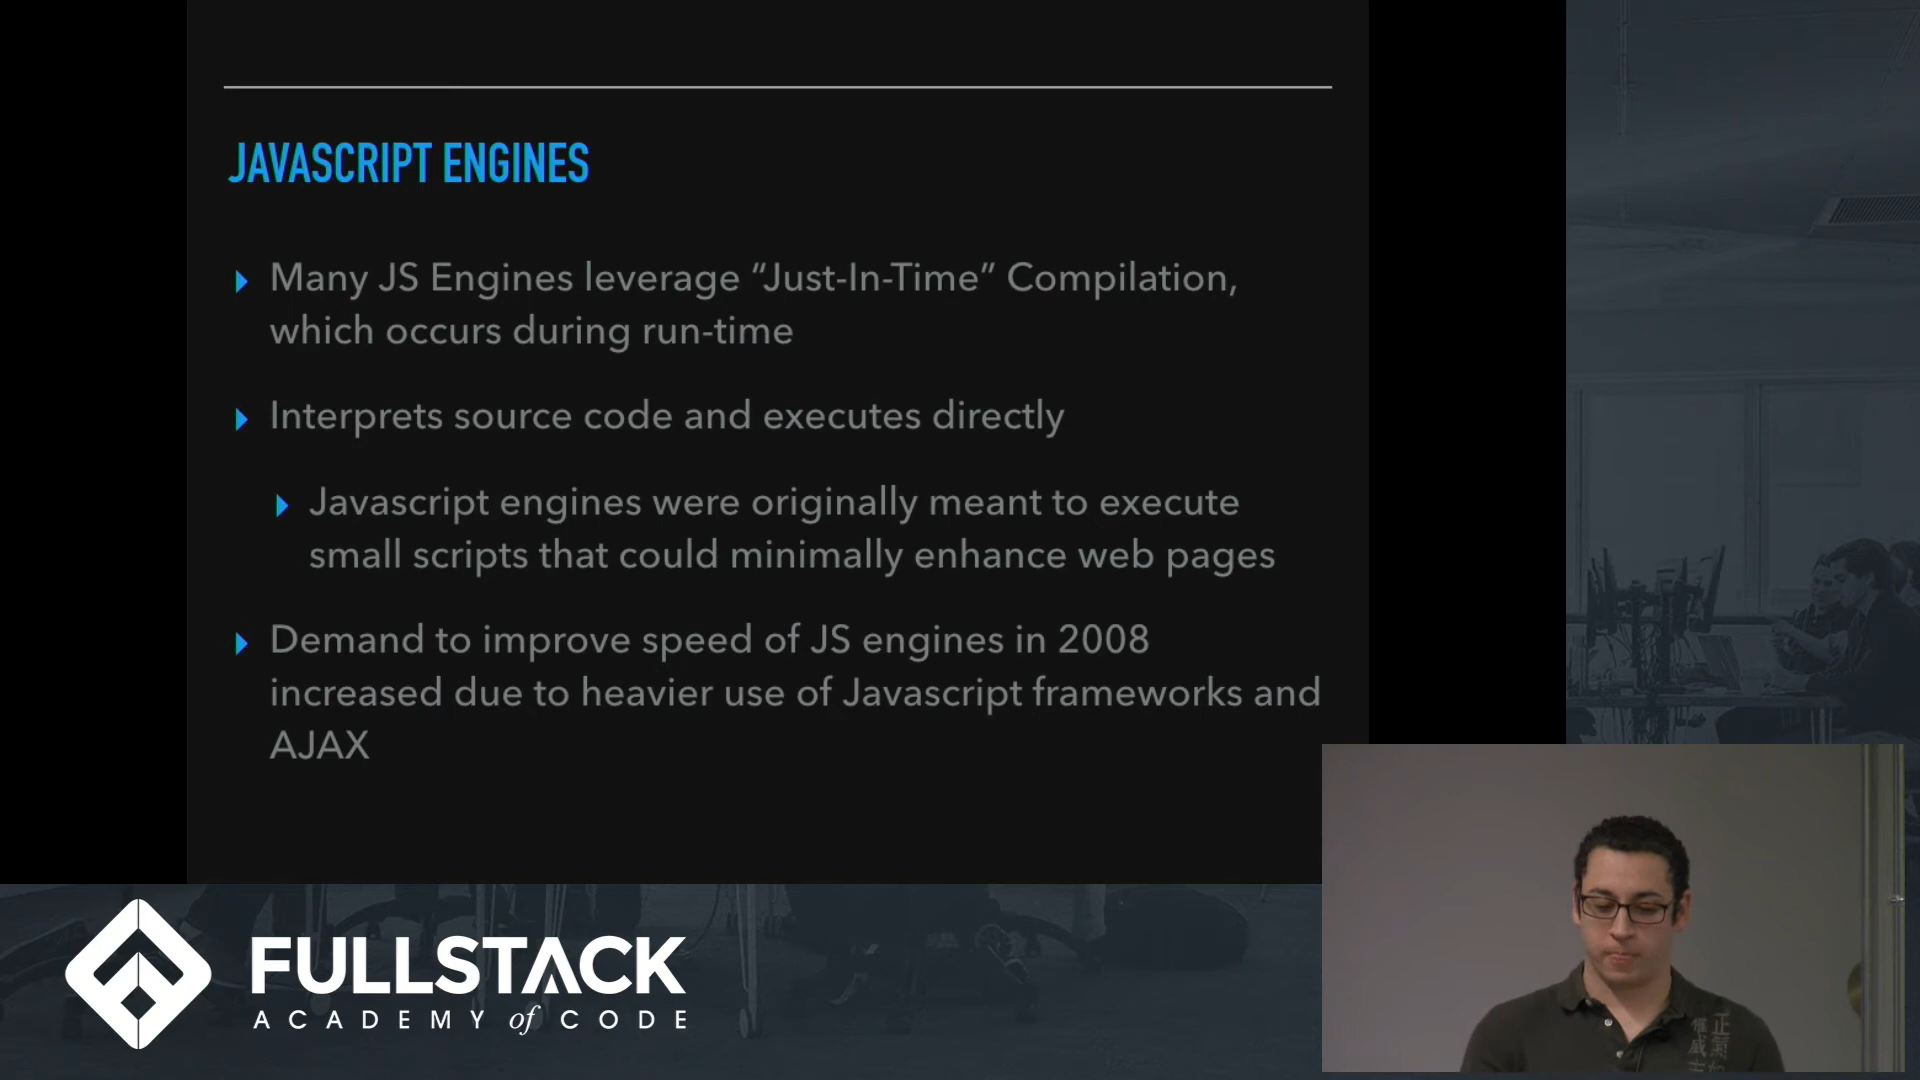 JAVASCRIPT ENGINES
Many JS Engines leverage “Just-In-Time” Compilation,
which occurs during run-time
Interprets source code and executes directly
Javascript engines were originally meant to execute
small scripts that could minimally enhance web pages
Demand to improve speed of JS engines in 2008
increased due to heavier use of Javascript frameworks and
AJAX
FULLSTACK
ACADEMY of CODE